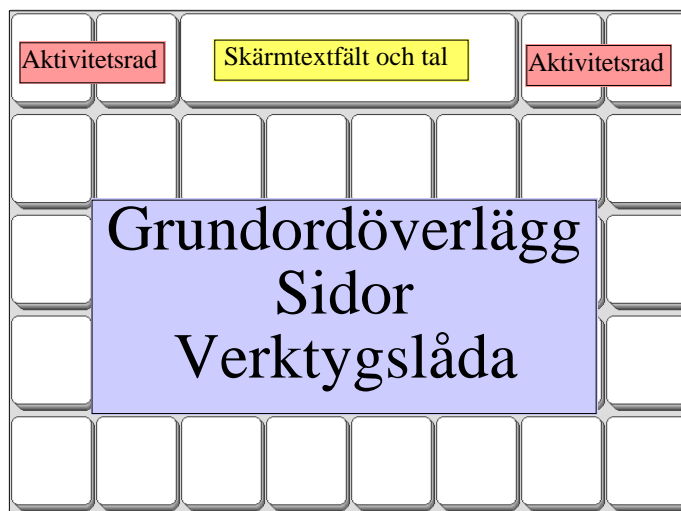 Aktivitetsrad
Skärmtextfält och tal
Aktivitetsrad
Grundordöverlägg
Sidor
Verktygslåda